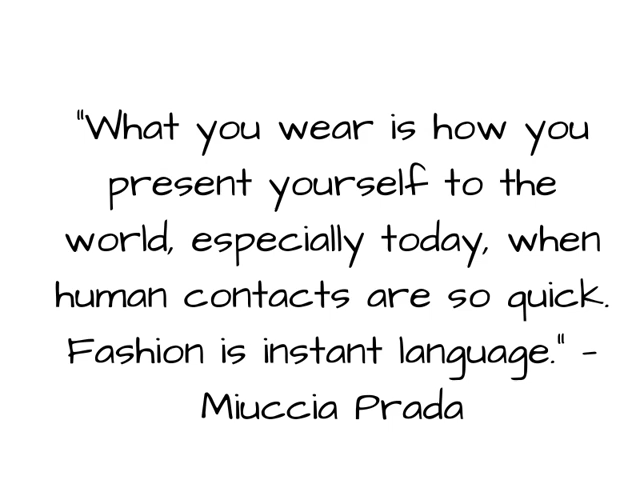 "What you wear is how you
present yourself to the
world, especially today, when
human contacts are so quick.
Fashion is instant language." -
Miuccia Prada